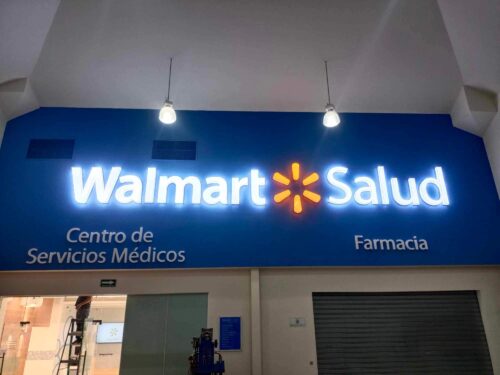 Walmart Salud
Centro de
Servicios Médicos
Farmacia